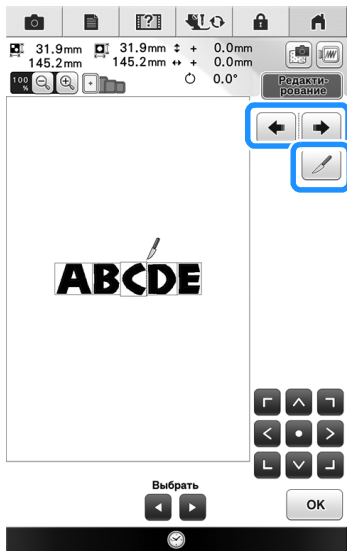 31.9mm 31.9mm + 0.0mm
145.2mm 145.2mm + 0.0mm
100 % 0.0°
Редакти-
рование
ABCDE
Выбрать
OK